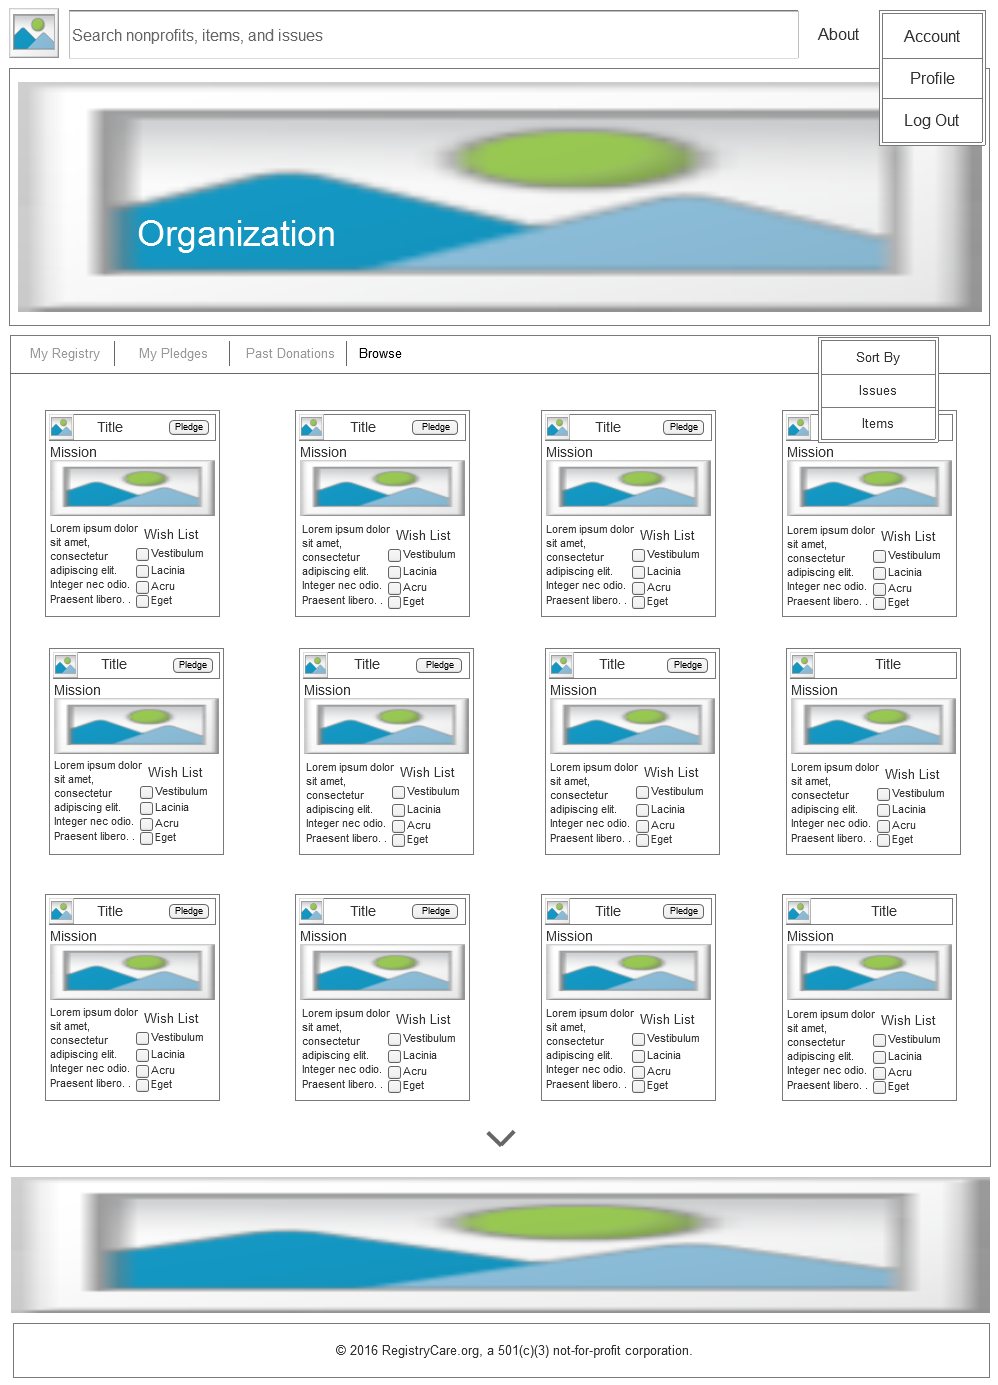 Search nonprofits, items, and issues
About
Account
Profile
Log Out
Organization
My Registry
My Pledges
Past Donations
Browse
Sort By
Issues
Items
Title
Pledge
Mission
Lorem ipsum dolor
sit amet,
consectetur
adipiscing elit.
Integer nec odio.
Praesent libero. .
Wish List
Vestibulum
Lacinia
Acru
Eget
Title
Pledge
Mission
Lorem ipsum dolor
sit amet,
consectetur
adipiscing elit.
Integer nec odio.
Praesent libero. .
Wish List
Vestibulum
Lacinia
Acru
Eget
Title
Pledge
Mission
Lorem ipsum dolor
sit amet,
consectetur
adipiscing elit.
Integer nec odio.
Praesent libero. .
Wish List
Vestibulum
Lacinia
Acru
Eget
Mission
Lorem ipsum dolor
sit amet,
consectetur
adipiscing elit.
Integer nec odio.
Praesent libero. .
Wish List
Vestibulum
Lacinia
Acru
Eget
Title
Pledge
Mission
Lorem ipsum dolor
sit amet,
consectetur
adipiscing elit.
Integer nec odio.
Praesent libero. .
Wish List
Vestibulum
Lacinia
Acru
Eget
Title
Pledge
Mission
Lorem ipsum dolor
sit amet,
consectetur
adipiscing elit.
Integer nec odio.
Praesent libero. .
Wish List
Vestibulum
Lacinia
Acru
Eget
Title
Pledge
Mission
Lorem ipsum dolor
sit amet,
consectetur
adipiscing elit.
Integer nec odio.
Praesent libero. .
Wish List
Vestibulum
Lacinia
Acru
Eget
Title
Mission
Lorem ipsum dolor
sit amet,
consectetur
adipiscing elit.
Integer nec odio.
Praesent libero. .
Wish List
Vestibulum
Lacinia
Acru
Eget
Title
Pledge
Mission
Lorem ipsum dolor
sit amet,
consectetur
adipiscing elit.
Integer nec odio.
Praesent libero. .
Wish List
Vestibulum
Lacinia
Acru
Eget
Title
Pledge
Mission
Lorem ipsum dolor
sit amet,
consectetur
adipiscing elit.
Integer nec odio.
Praesent libero. .
Wish List
Vestibulum
Lacinia
Acru
Eget
Title
Pledge
Mission
Lorem ipsum dolor
sit amet,
consectetur
adipiscing elit.
Integer nec odio.
Praesent libero. .
Wish List
Vestibulum
Lacinia
Acru
Eget
Title
Mission
Lorem ipsum dolor
sit amet,
consectetur
adipiscing elit.
Integer nec odio.
Praesent libero. .
Wish List
Vestibulum
Lacinia
Acru
Eget
© 2016 RegistryCare.org, a 501(c)(3) not-for-profit corporation.